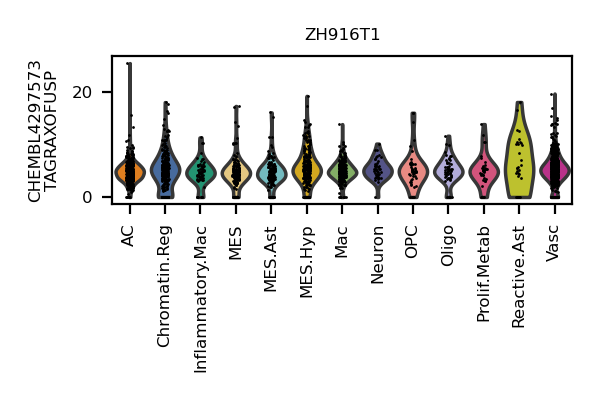 ZH916T1
CHEMBL4297573
TAGRAXOFUSP
20
0
AC
Chromatin.Reg
Inflammatory.Mac
MES
MES.Ast
MES.Hyp
Mac
Neuron
OPC
Oligo
Prolif.Metab
Reactive.Ast
Vasc